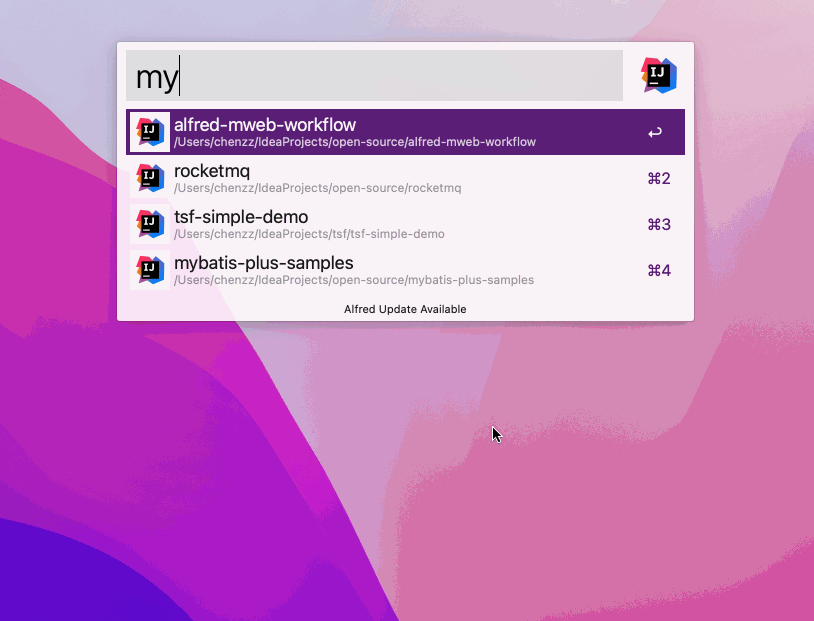 my
IJ
IJ
alfred-mweb-workflow
/Users/chenzz/IdeaProjects/open-source/alfred-mweb-workflow
↩
IJ
rocketmq
/Users/chenzz/IdeaProjects/open-source/rocketmq
⌘2
IJ
tsf-simple-demo
/Users/chenzz/IdeaProjects/tsf/tsf-simple-demo
⌘3
IJ
mybatis-plus-samples
/Users/chenzz/IdeaProjects/open-source/mybatis-plus-samples
⌘4
Alfred Update Available